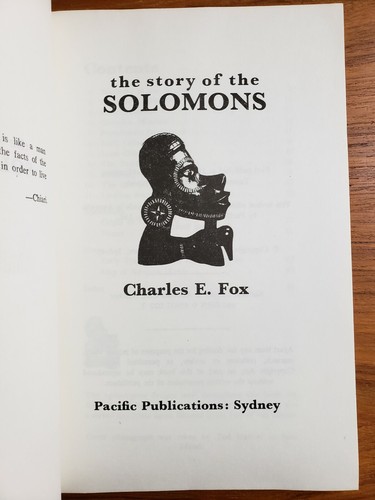 is like a man
the facts of the
in order to live
—Chiari.
the story of the
SOLOMONS
Charles E. Fox
Pacific Publications: Sydney